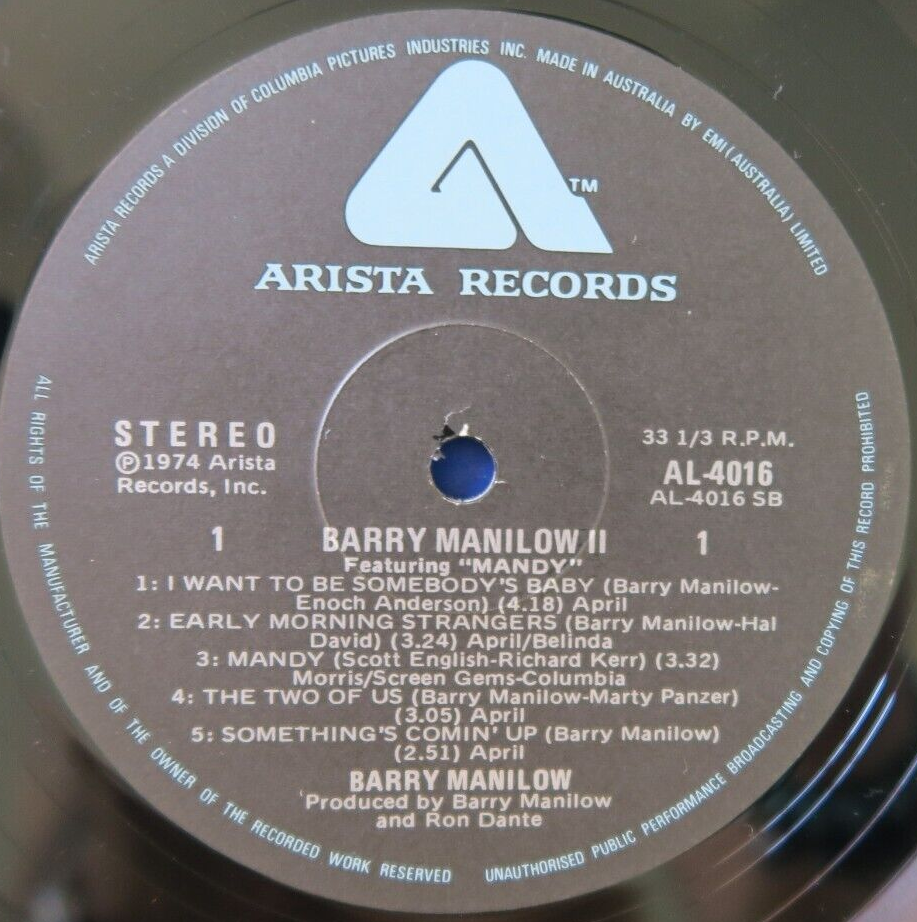 ARISTA RECORDS A DIVISION OF COLUMBIA PICTURES INDUSTRIES INC. MADE IN AUSTRALIA BY EMI (AUSTRALIA) LIMITED
TM
ARISTA RECORDS
STEREO
℗1974 Arista
Records, Inc.
33 1/3 R.P.M.
AL-4016
AL-4016 SB
1 BARRY MANILOW II 1
Featuring "MANDY"
1: I WANT TO BE SOMEBODY'S BABY (Barry Manilow-
Enoch Anderson) (4.18) April
2: EARLY MORNING STRANGERS (Barry Manilow-Hal
David) (3.24) April/Belinda
3: MANDY (Scott English-Richard Kerr) (3.32)
Morris/Screen Gems-Columbia
4: THE TWO OF US (Barry Manilow-Marty Panzer)
(3.05) April
5: SOMETHING'S COMIN' UP (Barry Manilow)
(2.51) April
BARRY MANILOW
Produced by Barry Manilow
and Ron Dante
ALL RIGHTS OF THE MANUFACTURER AND OF THE OWNER OF THE RECORDED WORK RESERVED
UNAUTHORISED PUBLIC PERFORMANCE BROADCASTING AND COPYING OF THIS RECORD PROHIBITED